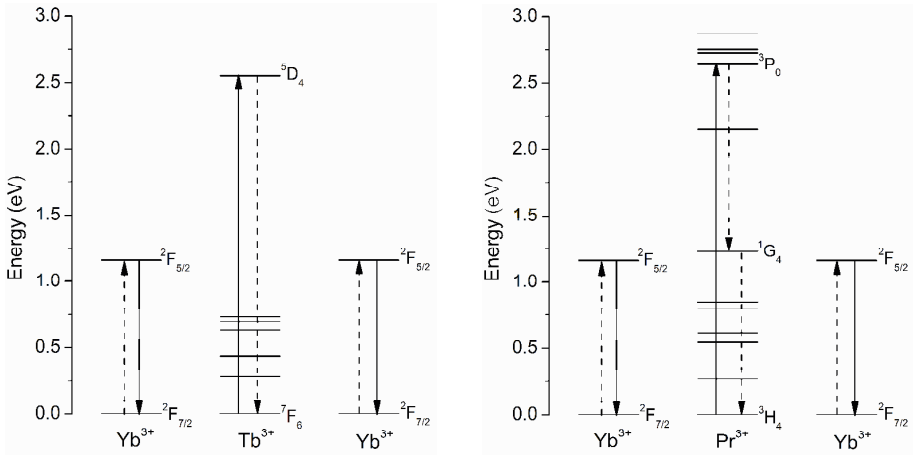 3.0
2.5
2.0
1.5
1.0
0.5
0.0
Energy (eV)
⁵D₄
²F₅/₂
²F₅/₂
²F₇/₂
⁷F₆
²F₇/₂
Yb³⁺
Tb³⁺
Yb³⁺
3.0
2.5
2.0
1.5
1.0
0.5
0.0
Energy (eV)
³P₀
¹G₄
²F₅/₂
²F₅/₂
²F₇/₂
³H₄
²F₇/₂
Yb³⁺
Pr³⁺
Yb³⁺